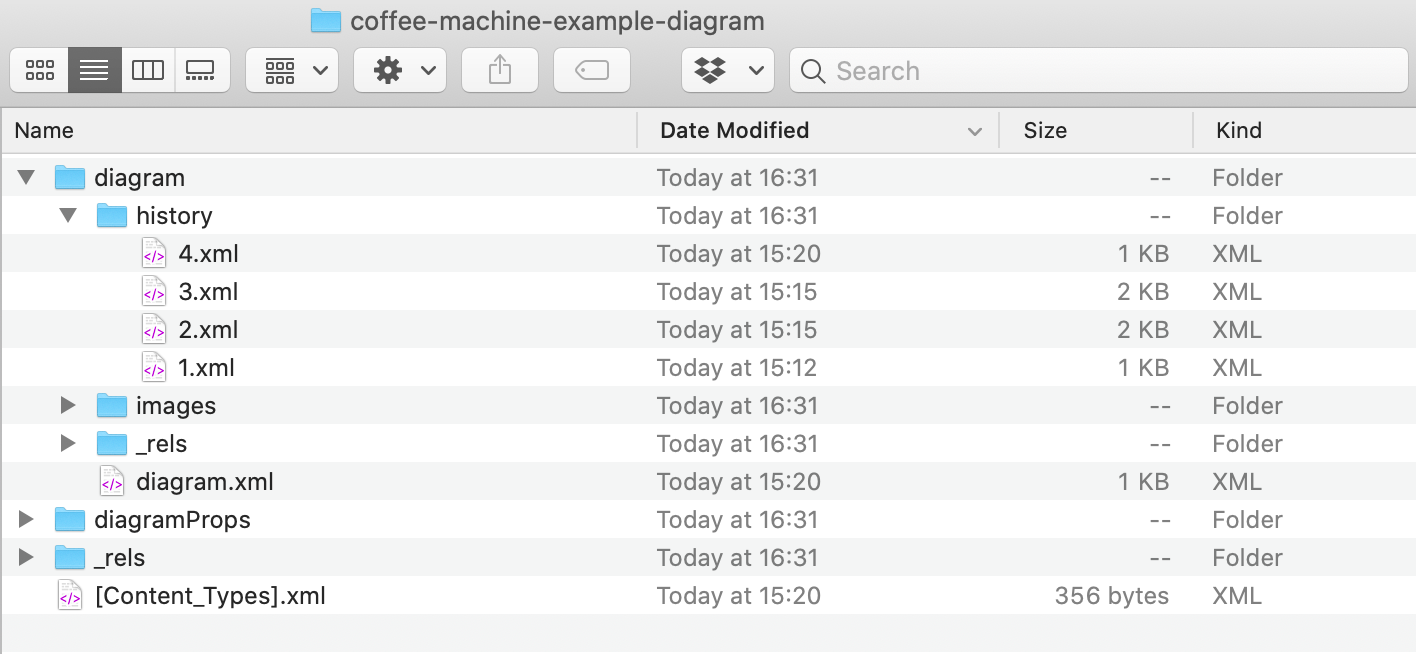 coffee-machine-example-diagram
Search
Name Date Modified Size Kind
diagram Today at 16:31 -- Folder
history Today at 16:31 -- Folder
</> 4.xml Today at 15:20 1 KB XML
</> 3.xml Today at 15:15 2 KB XML
</> 2.xml Today at 15:15 2 KB XML
</> 1.xml Today at 15:12 1 KB XML
images Today at 16:31 -- Folder
_rels Today at 16:31 -- Folder
</> diagram.xml Today at 15:20 1 KB XML
diagramProps Today at 16:31 -- Folder
_rels Today at 16:31 -- Folder
</> [Content_Types].xml Today at 15:20 356 bytes XML